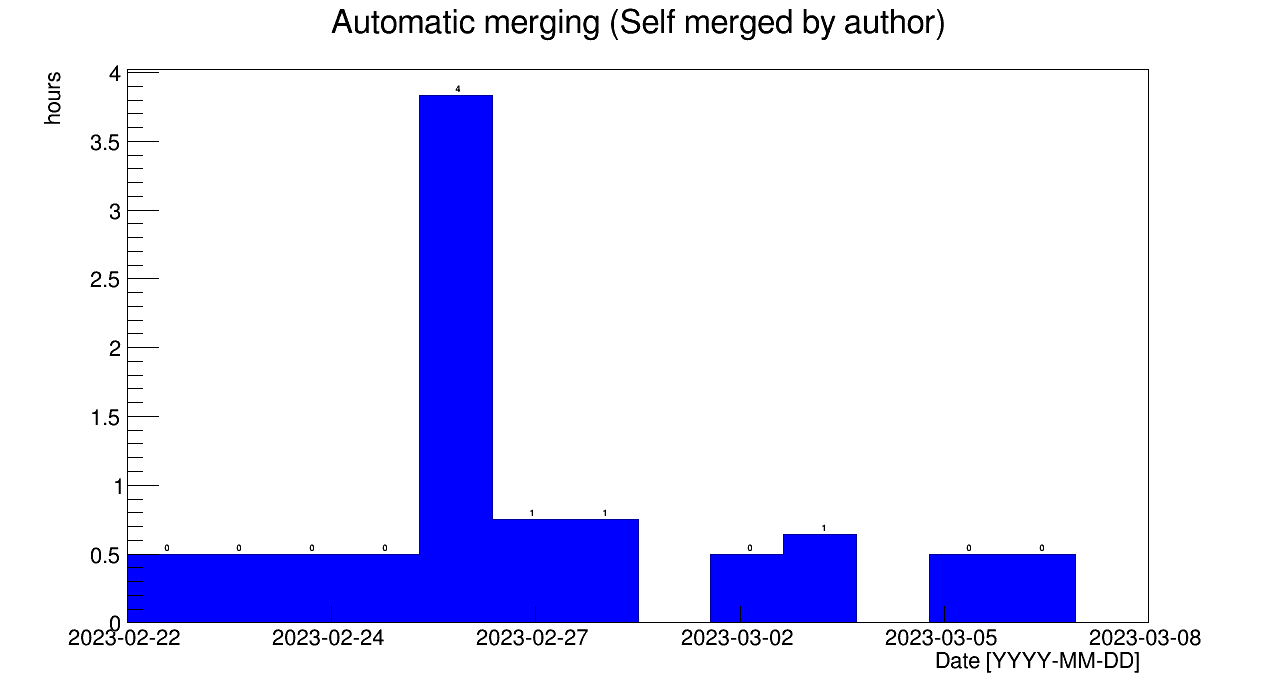 Automatic merging (Self merged by author)
hours
4
3.5
3
2.5
2
1.5
1
0.5
0
0 0 0 0 4 1 1 0 1 0 0
2023-02-22 2023-02-24 2023-02-27 2023-03-02 2023-03-05 2023-03-08
Date [YYYY-MM-DD]